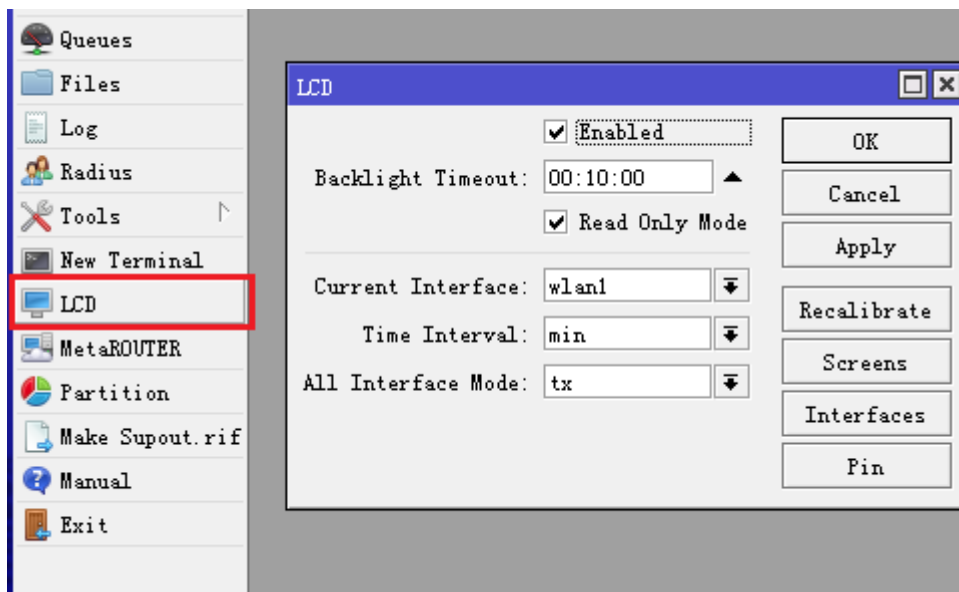 Queues
Files
Log
Radius
Tools
New Terminal
LCD
MetaROUTER
Partition
Make Supout.rif
Manual
Exit
LCD
Enabled
Backlight Timeout: 00:10:00
Read Only Mode
Current Interface: wlan1
Time Interval: min
All Interface Mode: tx
OK
Cancel
Apply
Recalibrate
Screens
Interfaces
Pin